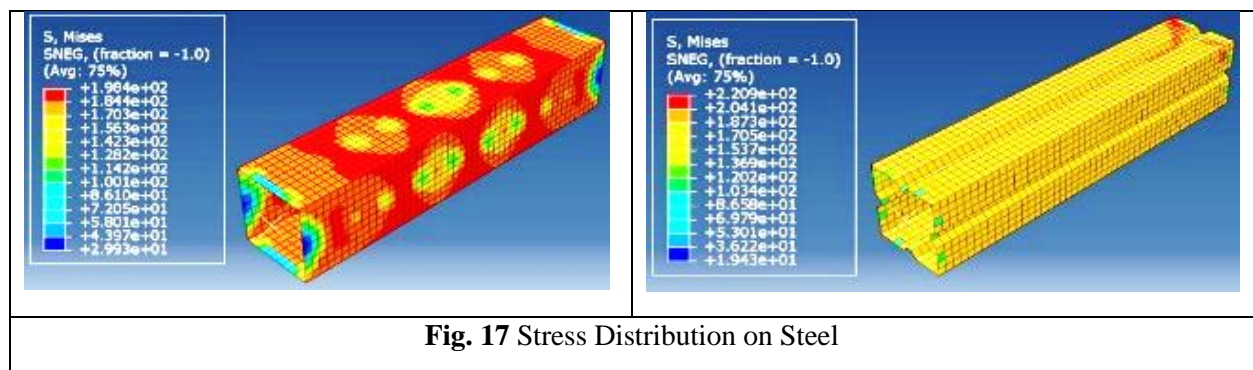 S, Mises
SNEG, (fraction = -1.0)
(Avg: 75%)
+1.984e+02
+1.844e+02
+1.703e+02
+1.563e+02
+1.423e+02
+1.282e+02
+1.142e+02
+1.001e+02
+8.610e+01
+7.205e+01
+5.801e+01
+4.397e+01
+2.993e+01
S, Mises
SNEG, (fraction = -1.0)
(Avg: 75%)
+2.209e+02
+2.041e+02
+1.873e+02
+1.705e+02
+1.537e+02
+1.369e+02
+1.202e+02
+1.034e+02
+8.658e+01
+6.979e+01
+5.301e+01
+3.622e+01
+1.943e+01
Fig. 17 Stress Distribution on Steel